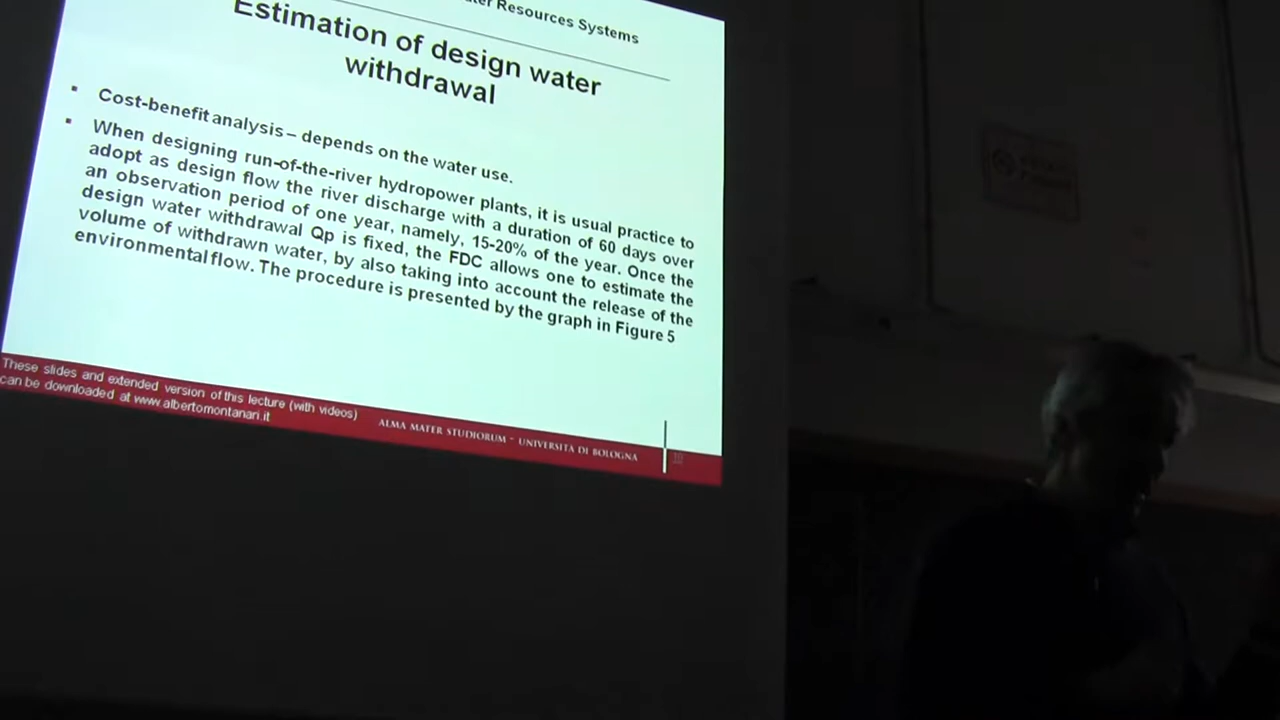 Resources Systems
Estimation of design water
withdrawal
▪ Cost-benefit analysis – depends on the water use.
▪ When designing run-of-the-river hydropower plants, it is usual practice to
adopt as design flow the river discharge with a duration of 60 days over
an observation period of one year, namely, 15-20% of the year. Once the
design water withdrawal Qp is fixed, the FDC allows one to estimate the
volume of withdrawn water, by also taking into account the release of the
environmental flow. The procedure is presented by the graph in Figure 5
These slides and extended version of this lecture (with videos)
can be downloaded at www.albertomontanari.it
ALMA MATER STUDIORUM - UNIVERSITÀ DI BOLOGNA